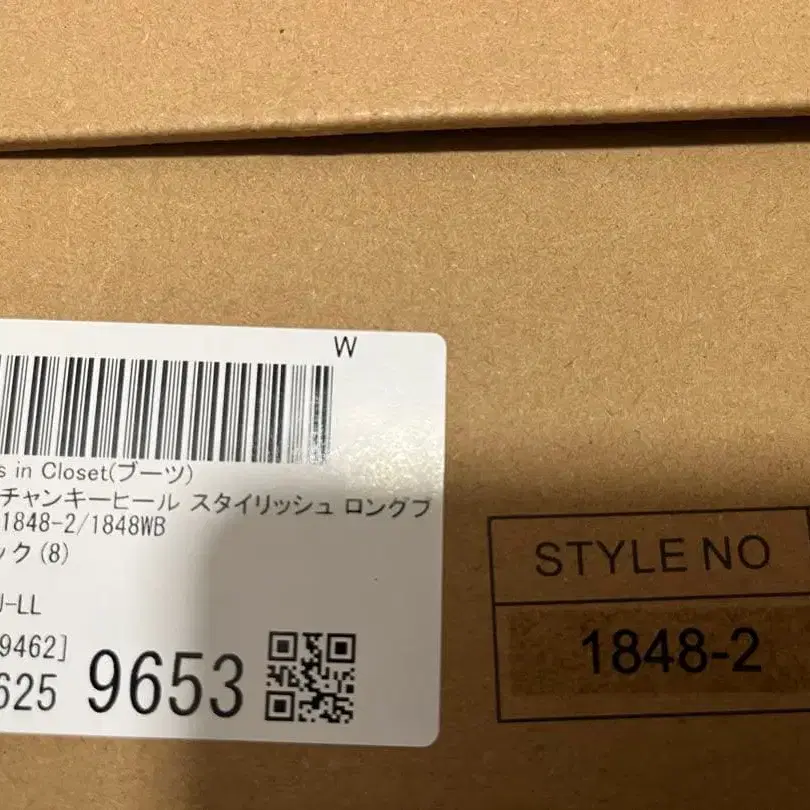 W
s in Closet(ブーツ)
チャンキーヒール スタイリッシュ ロングブ
1848-2/1848WB
ック(8)
J-LL
9462]
625 9653
STYLE NO
1848-2